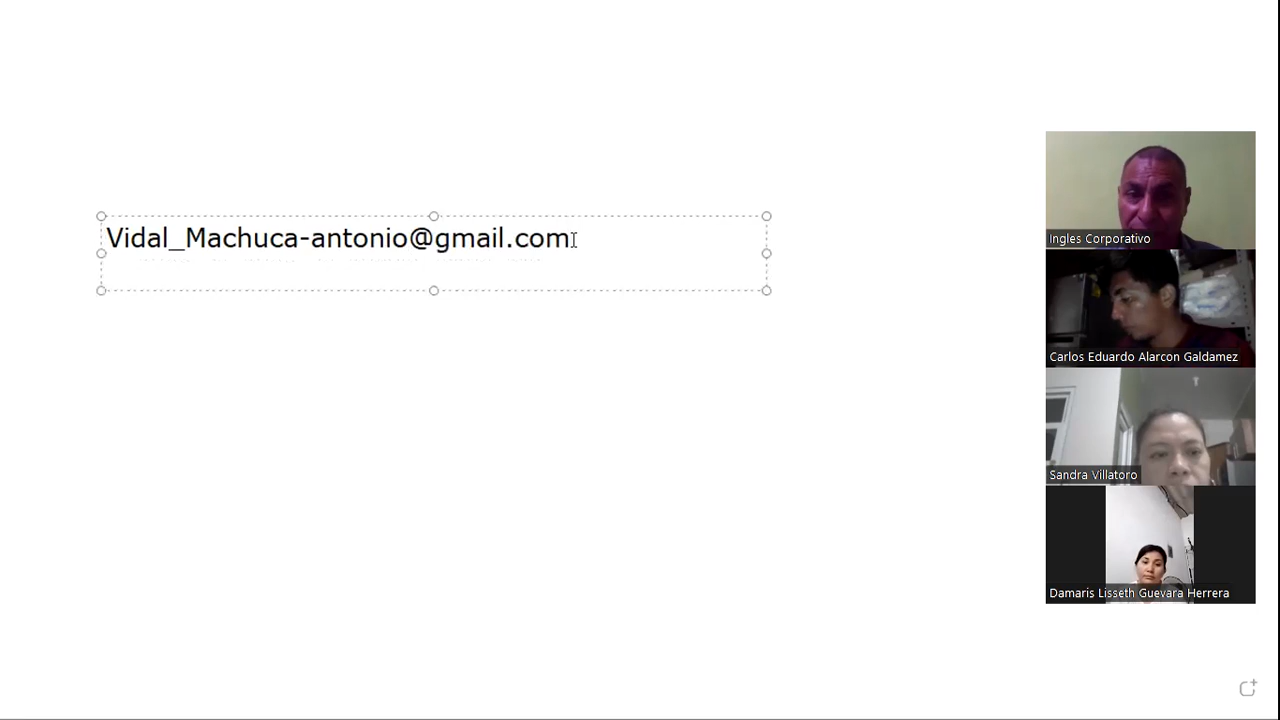 Vidal_Machuca-antonio@gmail.com
Ingles Corporativo
Carlos Eduardo Alarcon Galdamez
Sandra Villatoro
Damaris Lisseth Guevara Herrera